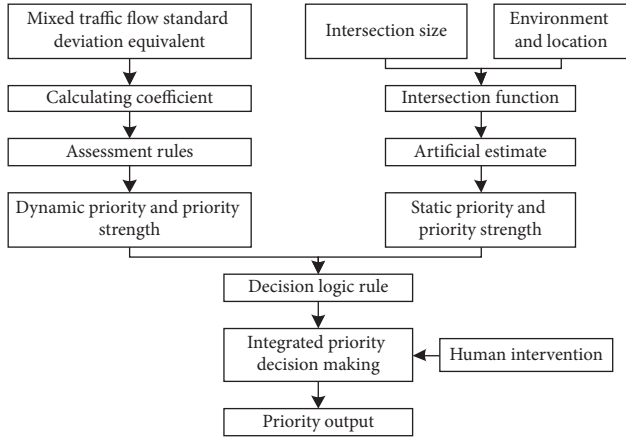 Mixed traffic flow standard
deviation equivalent
Intersection size
Environment
and location
Calculating coefficient
Intersection function
Assessment rules
Artificial estimate
Dynamic priority and priority
strength
Static priority and
priority strength
Decision logic rule
Integrated priority
decision making
Human intervention
Priority output